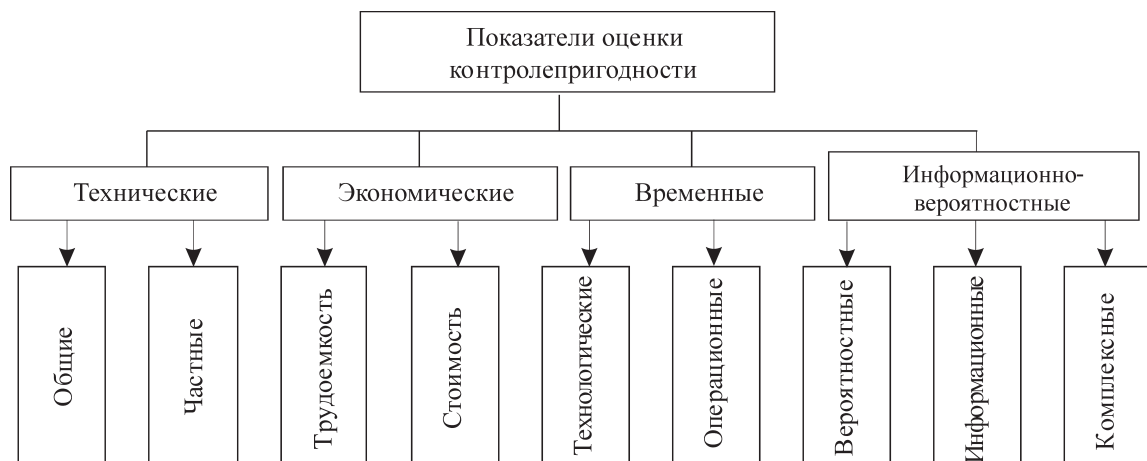 Показатели оценки
контролепригодности
Технические
Экономические
Временные
Информационно-
вероятностные
Общие
Частные
Трудоемкость
Стоимость
Технологические
Операционные
Вероятностные
Информационные
Комплексные